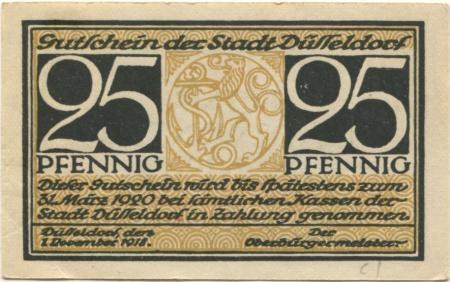 Gutschein der Stadt Düsseldorf
25 25
PFENNIG PFENNIG
Dieser Gutschein wird bis spätestens zum
31. März 1920 bei sämtlichen Kassen der
Stadt Düsseldorf in Zahlung genommen
Düsseldorf, den Der
1. November 1918. Oberbürgermeister